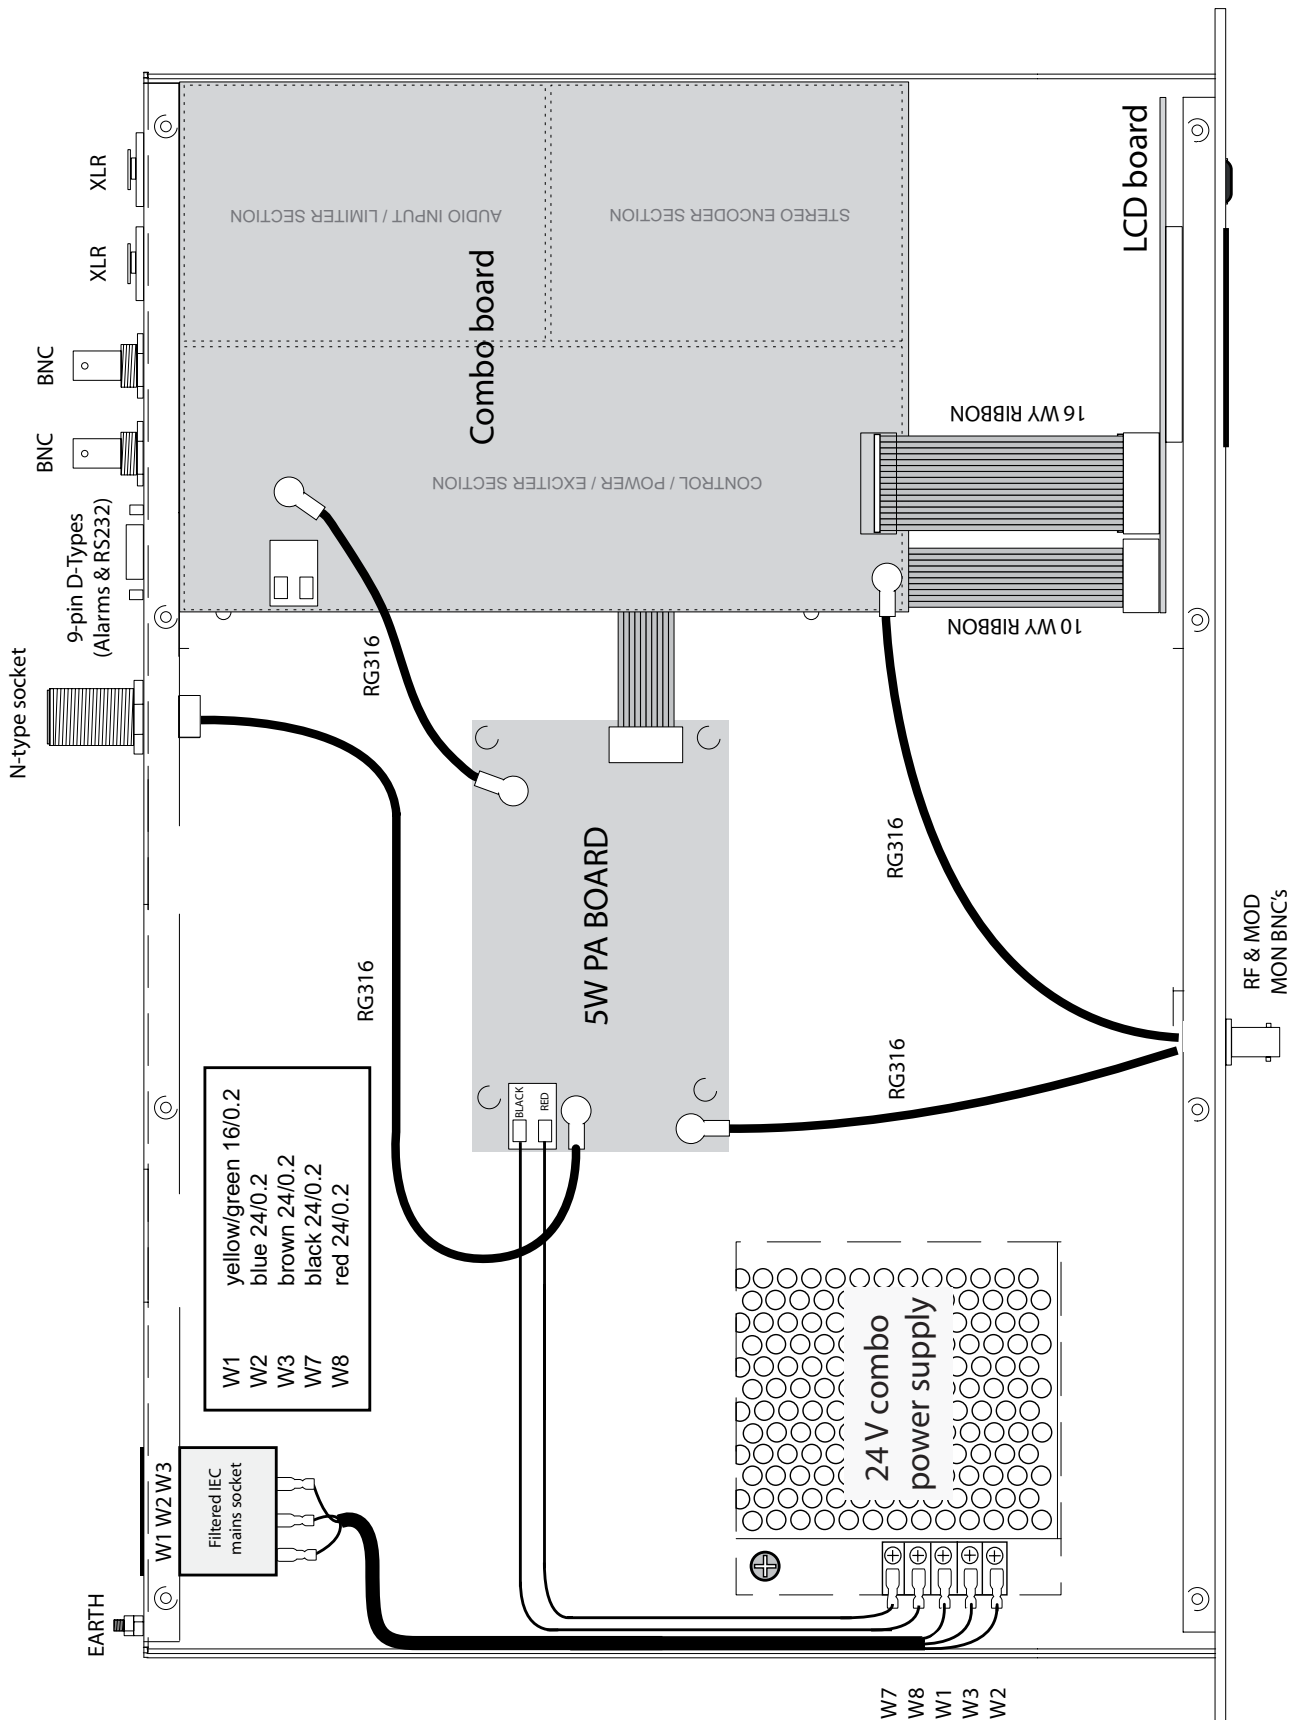 EARTH
W1 W2 W3
Filtered IEC
mains socket
N-type socket
9-pin D-Types
(Alarms & RS232)
BNC
BNC
XLR
XLR
W1 yellow/green 16/0.2
W2 blue 24/0.2
W3 brown 24/0.2
W7 black 24/0.2
W8 red 24/0.2
RG316
RG316
AUDIO INPUT / LIMITER SECTION
STEREO ENCODER SECTION
Combo board
CONTROL / POWER / EXCITER SECTION
BLACK
RED
5W PA BOARD
24 V combo
power supply
RG316
RG316
10 WY RIBBON
16 WY RIBBON
LCD board
W7
W8
W1
W3
W2
RF & MOD
MON BNC's